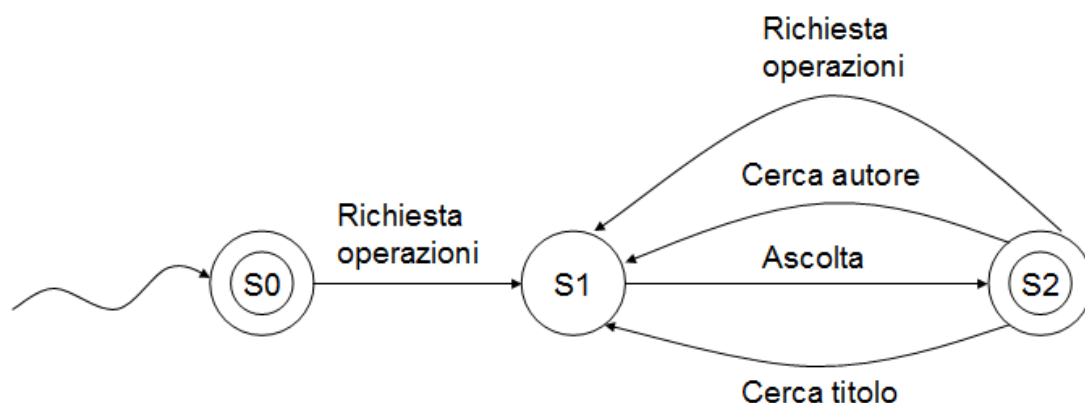 Richiesta
operazioni
Cerca autore
Richiesta
operazioni
Ascolta
S0
S1
S2
Cerca titolo